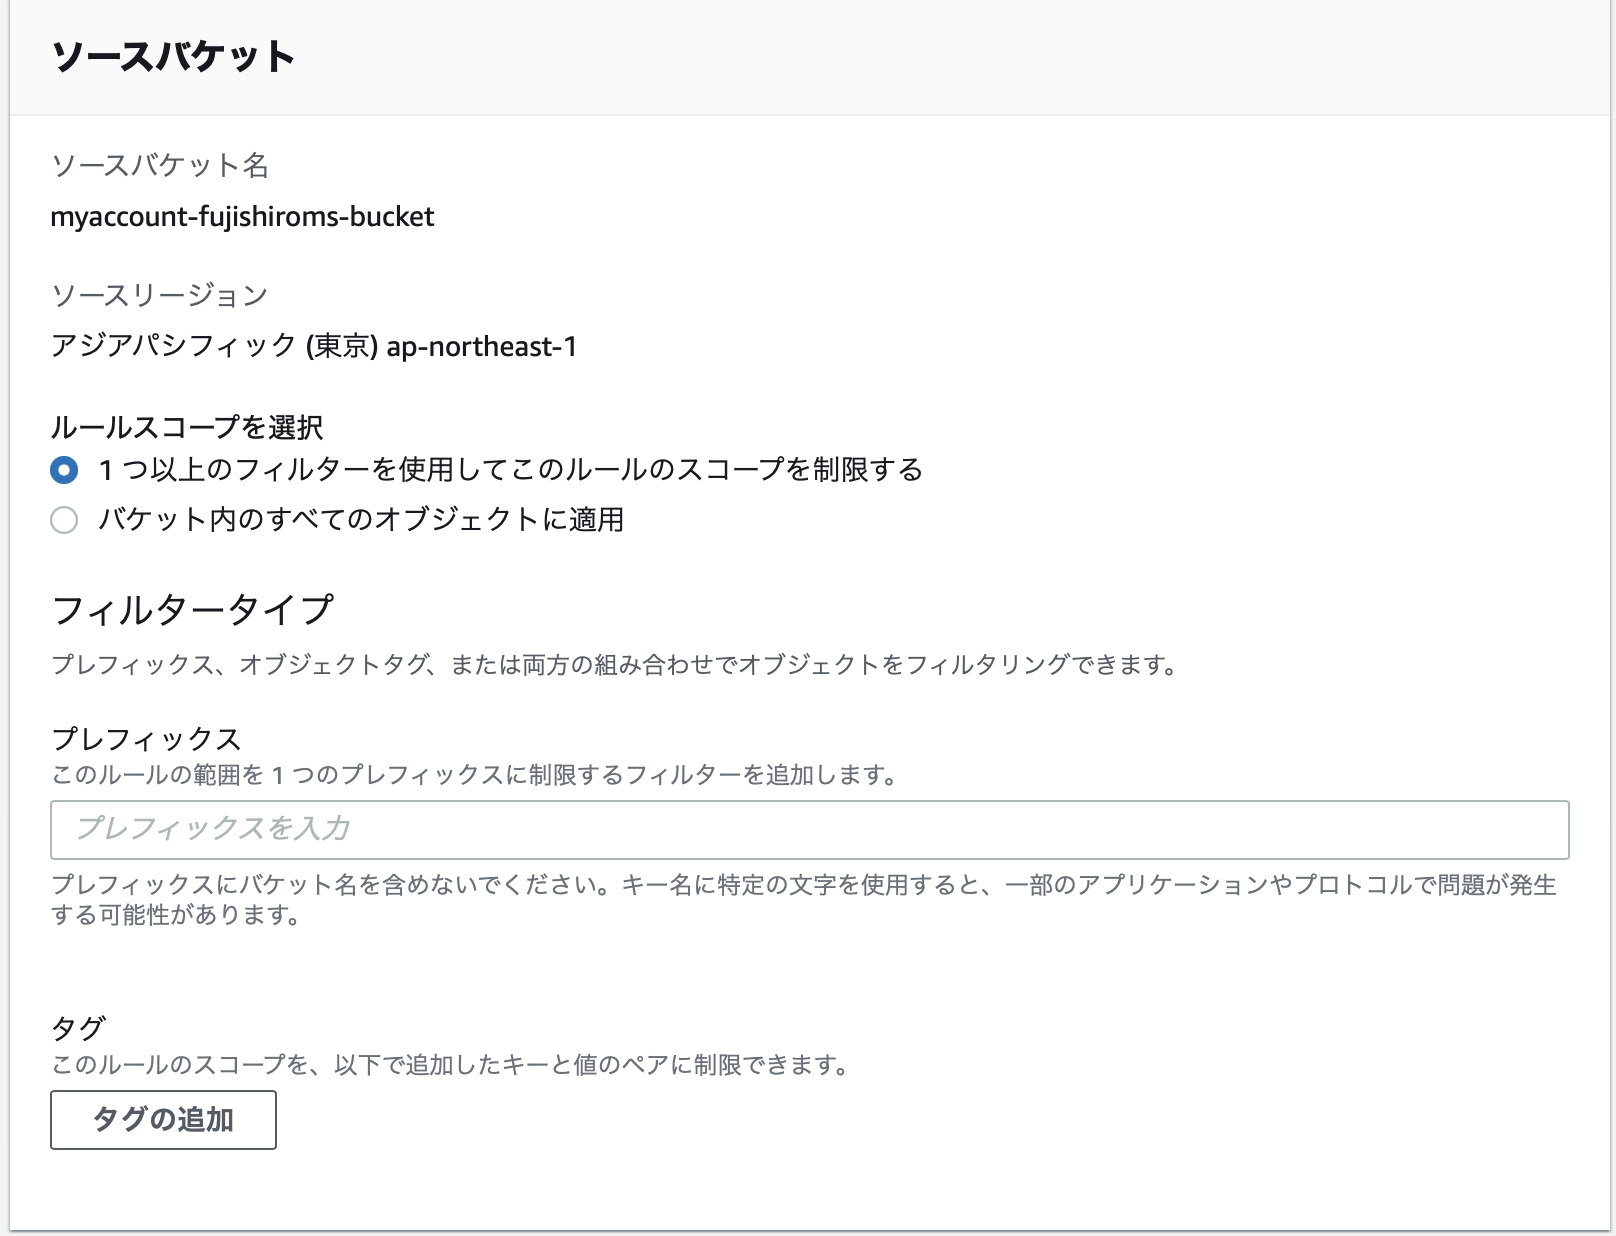 ソースバケット
ソースバケット名
myaccount-fujishiroms-bucket
ソースリージョン
アジアパシフィック (東京) ap-northeast-1
ルールスコープを選択
1 つ以上のフィルターを使用してこのルールのスコープを制限する
バケット内のすべてのオブジェクトに適用
フィルタータイプ
プレフィックス、オブジェクトタグ、または両方の組み合わせでオブジェクトをフィルタリングできます。
プレフィックス
このルールの範囲を 1 つのプレフィックスに制限するフィルターを追加します。
プレフィックスを入力
プレフィックスにバケット名を含めないでください。キー名に特定の文字を使用すると、一部のアプリケーションやプロトコルで問題が発生
する可能性があります。
タグ
このルールのスコープを、以下で追加したキーと値のペアに制限できます。
タグの追加